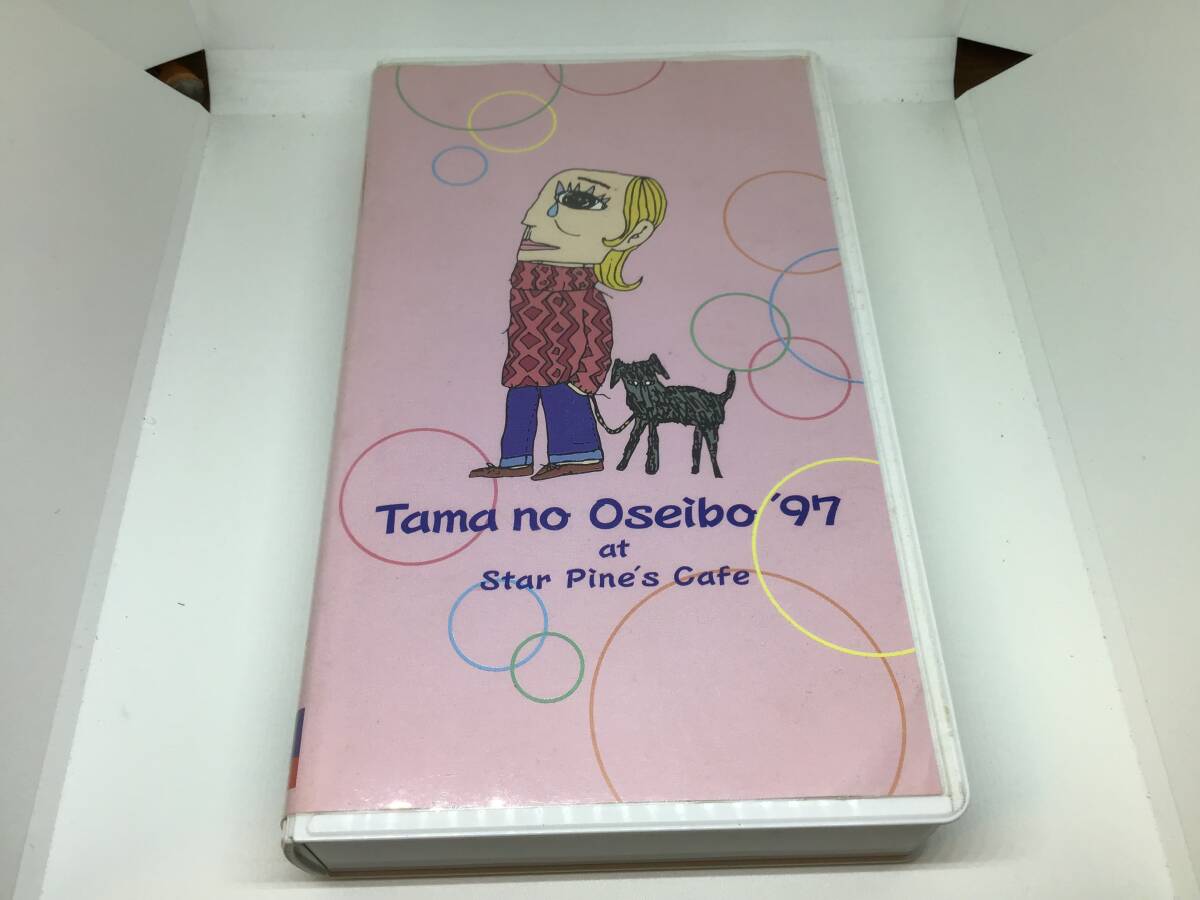 Tama no Oseibo '97
at
Star Pine's Cafe